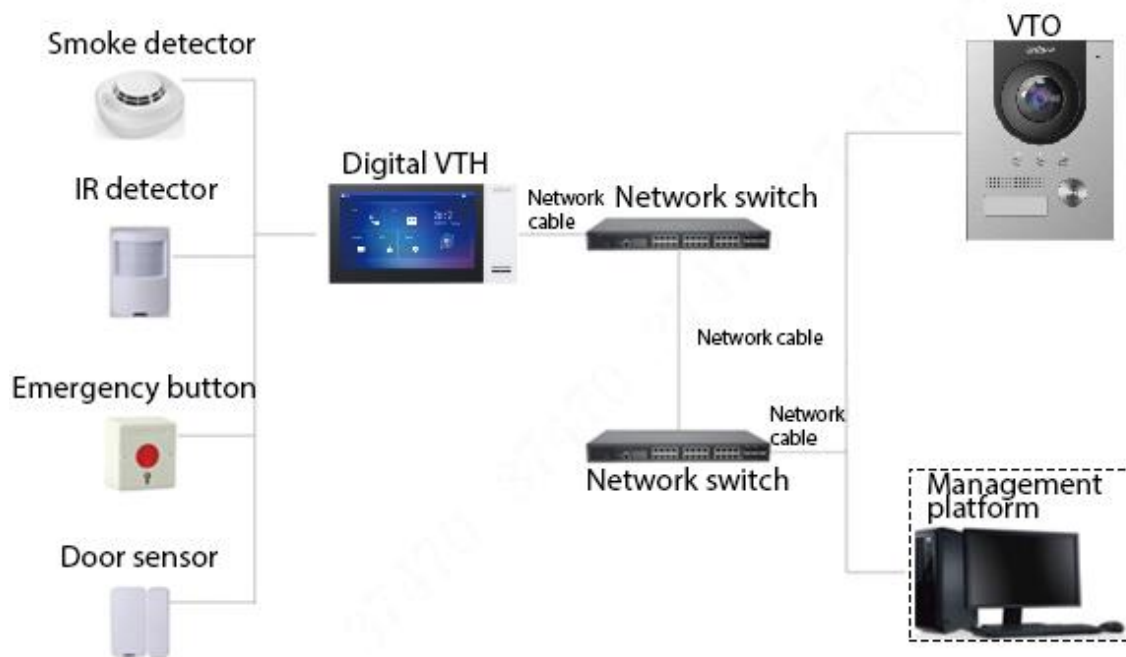 Smoke detector
VTO
Digital VTH
IR detector
Network
cable
Network switch
Network cable
Emergency button
Network
cable
Network switch
Management
platform
Door sensor